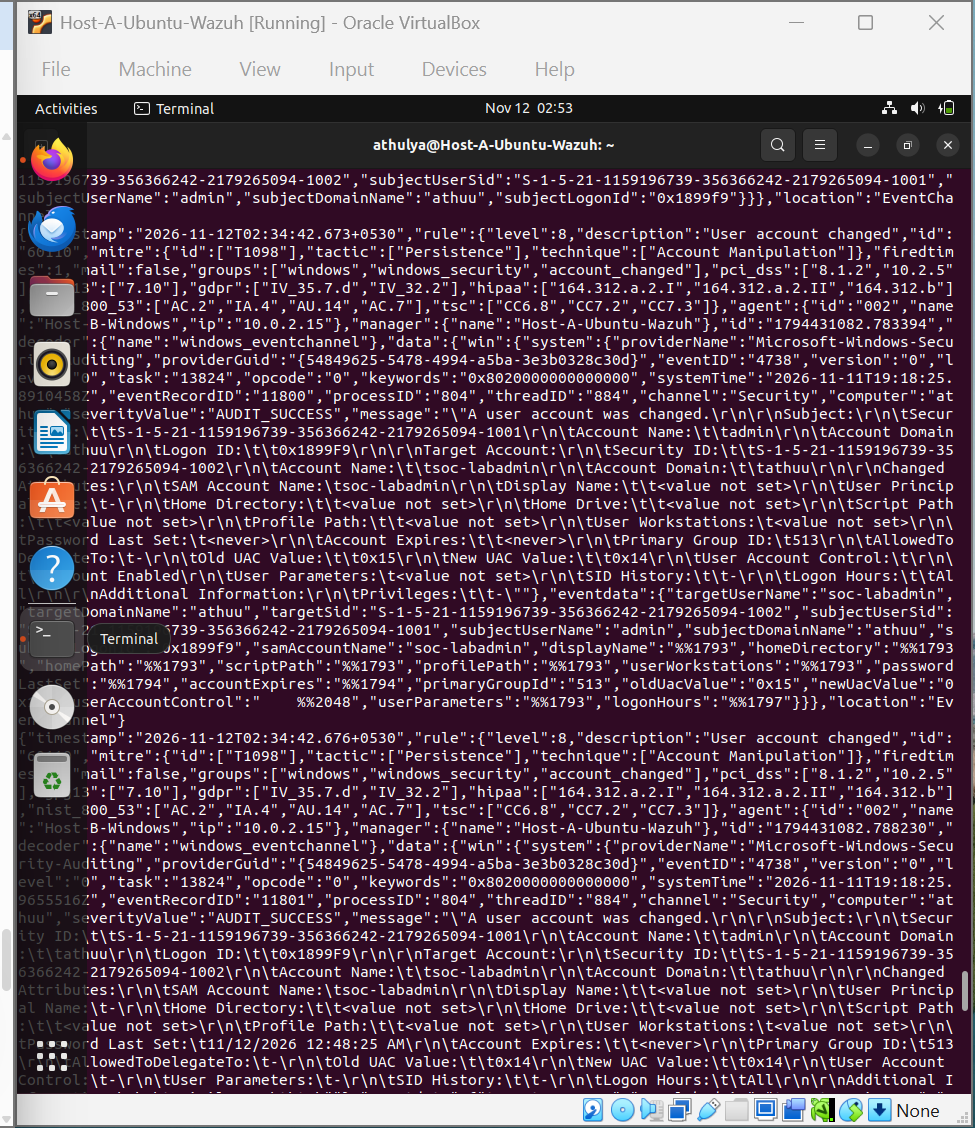 Host-A-Ubuntu-Wazuh [Running] - Oracle VirtualBox
File Machine View Input Devices Help
Activities Terminal Nov 12 02:53
athulya@Host-A-Ubuntu-Wazuh: ~
1159196739-356366242-2179265094-1002","subjectUserSid":"S-1-5-21-1159196739-356366242-2179265094-1001","
subjectUserName":"admin","subjectDomainName":"athuu","subjectLogonId":"0x1899f9"}}},"location":"EventCha
amp":"2026-11-12T02:34:42.673+0530","rule":{"level":8,"description":"User account changed","id":
"60110","mitre":{"id":["T1098"],"tactic":["Persistence"],"technique":["Account Manipulation"]},"firedtim
es":1,"mail":false,"groups":["windows","windows_security","account_changed"],"pci_dss":["8.1.2","10.2.5"
13":["7.10"],"gdpr":["IV_35.7.d","IV_32.2"],"hipaa":["164.312.a.2.I","164.312.a.2.II","164.312.b"]
800_53":["AC.2","IA.4","AU.14","AC.7"],"tsc":["CC6.8","CC7.2","CC7.3"]},"agent":{"id":"002","name
":"Host-B-Windows","ip":"10.0.2.15"},"manager":{"name":"Host-A-Ubuntu-Wazuh"},"id":"1794431082.783394","
decoder":{"name":"windows_eventchannel"},"data":{"win":{"system":{"providerName":"Microsoft-Windows-Secu
diting","providerGuid":"{54849625-5478-4994-a5ba-3e3b0328c30d}","eventID":"4738","version":"0","l
"0","task":"13824","opcode":"0","keywords":"0x8020000000000000","systemTime":"2026-11-11T19:18:25.
8910458Z","eventRecordID":"11800","processID":"804","threadID":"884","channel":"Security","computer":"at
"severityValue":"AUDIT_SUCCESS","message":"\"A user account was changed.\r\n\r\nSubject:\r\n\tSecur
\t\tS-1-5-21-1159196739-356366242-2179265094-1001\r\n\tAccount Name:\t\tadmin\r\n\tAccount Domain
\tathuu\r\n\tLogon ID:\t\t0x1899F9\r\n\r\nTarget Account:\r\n\tSecurity ID:\t\tS-1-5-21-1159196739-35
6366242-2179265094-1002\r\n\tAccount Name:\t\tsoc-labadmin\r\n\tAccount Domain:\t\tathuu\r\n\r\nChanged
es:\r\n\tSAM Account Name:\tsoc-labadmin\r\n\tDisplay Name:\t\t<value not set>\r\n\tUser Princip
\t-\r\n\tHome Directory:\t\t<value not set>\r\n\tHome Drive:\t\t<value not set>\r\n\tScript Path
:\t\t<value not set>\r\n\tProfile Path:\t\t<value not set>\r\n\tUser Workstations:\t<value not set>\r\n\
tPassword Last Set:\t<never>\r\n\tAccount Expires:\t\t<never>\r\n\tPrimary Group ID:\t513\r\n\tAllowedTo
To:\t-\r\n\tOld UAC Value:\t\t0x15\r\n\tNew UAC Value:\t\t0x14\r\n\tUser Account Control:\t\r\n\
unt Enabled\r\n\tUser Parameters:\t<value not set>\r\n\tSID History:\t\t-\r\n\tLogon Hours:\t\tAl
l\r\n\r\nAdditional Information:\r\n\tPrivileges:\t\t-\""},"eventdata":{"targetUserName":"soc-labadmin",
"targetDomainName":"athuu","targetSid":"S-1-5-21-1159196739-356366242-2179265094-1002","subjectUserSid":
739-356366242-2179265094-1001","subjectUserName":"admin","subjectDomainName":"athuu","s
Terminal
0x1899f9","samAccountName":"soc-labadmin","displayName":"%%1793","homeDirectory":"%%1793
","homePath":"%%1793","scriptPath":"%%1793","profilePath":"%%1793","userWorkstations":"%%1793","password
LastSet":"%%1794","accountExpires":"%%1794","primaryGroupId":"513","oldUacValue":"0x15","newUacValue":"0
serAccountControl":" %%2048","userParameters":"%%1793","logonHours":"%%1797"}}},"location":"Ev
nel"}
{"timestamp":"2026-11-12T02:34:42.676+0530","rule":{"level":8,"description":"User account changed","id":
"mitre":{"id":["T1098"],"tactic":["Persistence"],"technique":["Account Manipulation"]},"firedtim
mail":false,"groups":["windows","windows_security","account_changed"],"pci_dss":["8.1.2","10.2.5"
13":["7.10"],"gdpr":["IV_35.7.d","IV_32.2"],"hipaa":["164.312.a.2.I","164.312.a.2.II","164.312.b"]
,"nist_800_53":["AC.2","IA.4","AU.14","AC.7"],"tsc":["CC6.8","CC7.2","CC7.3"]},"agent":{"id":"002","name
":"Host-B-Windows","ip":"10.0.2.15"},"manager":{"name":"Host-A-Ubuntu-Wazuh"},"id":"1794431082.788230","
decoder":{"name":"windows_eventchannel"},"data":{"win":{"system":{"providerName":"Microsoft-Windows-Secu
rity-Auditing","providerGuid":"{54849625-5478-4994-a5ba-3e3b0328c30d}","eventID":"4738","version":"0","l
evel":"0","task":"13824","opcode":"0","keywords":"0x8020000000000000","systemTime":"2026-11-11T19:18:25.
9655516Z","eventRecordID":"11801","processID":"804","threadID":"884","channel":"Security","computer":"at
huu","severityValue":"AUDIT_SUCCESS","message":"\"A user account was changed.\r\n\r\nSubject:\r\n\tSecur
ity ID:\t\tS-1-5-21-1159196739-356366242-2179265094-1001\r\n\tAccount Name:\t\tadmin\r\n\tAccount Domain
:\t\tathuu\r\n\tLogon ID:\t\t0x1899F9\r\n\r\nTarget Account:\r\n\tSecurity ID:\t\tS-1-5-21-1159196739-35
6366242-2179265094-1002\r\n\tAccount Name:\t\tsoc-labadmin\r\n\tAccount Domain:\t\tathuu\r\n\r\nChanged
Attributes:\r\n\tSAM Account Name:\tsoc-labadmin\r\n\tDisplay Name:\t\t<value not set>\r\n\tUser Princip
al Name:\t-\r\n\tHome Directory:\t\t<value not set>\r\n\tHome Drive:\t\t<value not set>\r\n\tScript Path
:\t\t<value not set>\r\n\tProfile Path:\t\t<value not set>\r\n\tUser Workstations:\t<value not set>\r\n\
tPassword Last Set:\t11/12/2026 12:48:25 AM\r\n\tAccount Expires:\t\t<never>\r\n\tPrimary Group ID:\t513
\r\n\tAllowedToDelegateTo:\t-\r\n\tOld UAC Value:\t\t0x14\r\n\tNew UAC Value:\t\t0x14\r\n\tUser Account
Control:\t-\r\n\tUser Parameters:\t-\r\n\tSID History:\t\t-\r\n\tLogon Hours:\t\tAll\r\n\r\nAdditional I
None